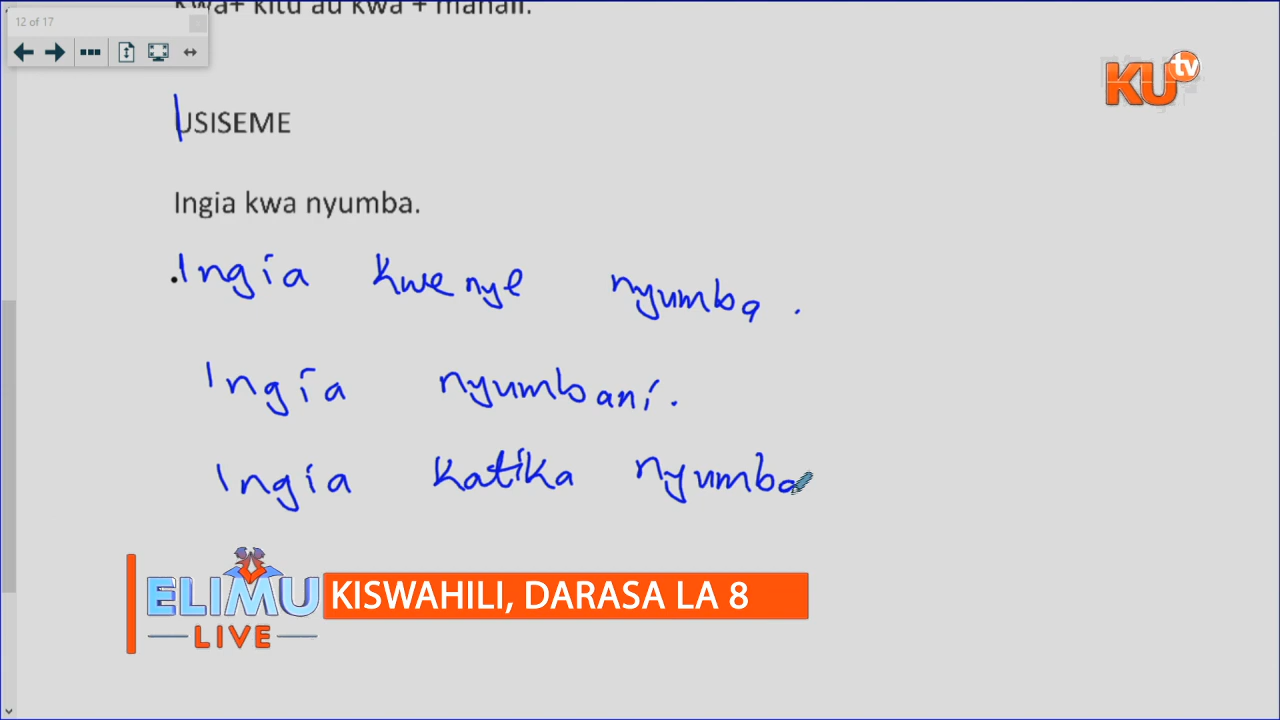 Kwa+ kitu au kwa + mahali.
12 of 17
KU tv
USISEME
Ingia kwa nyumba.
.Ingia kwenye nyumba.
Ingia nyumbani.
Ingia katika nyumba
ELIMU
LIVE
KISWAHILI, DARASA LA 8